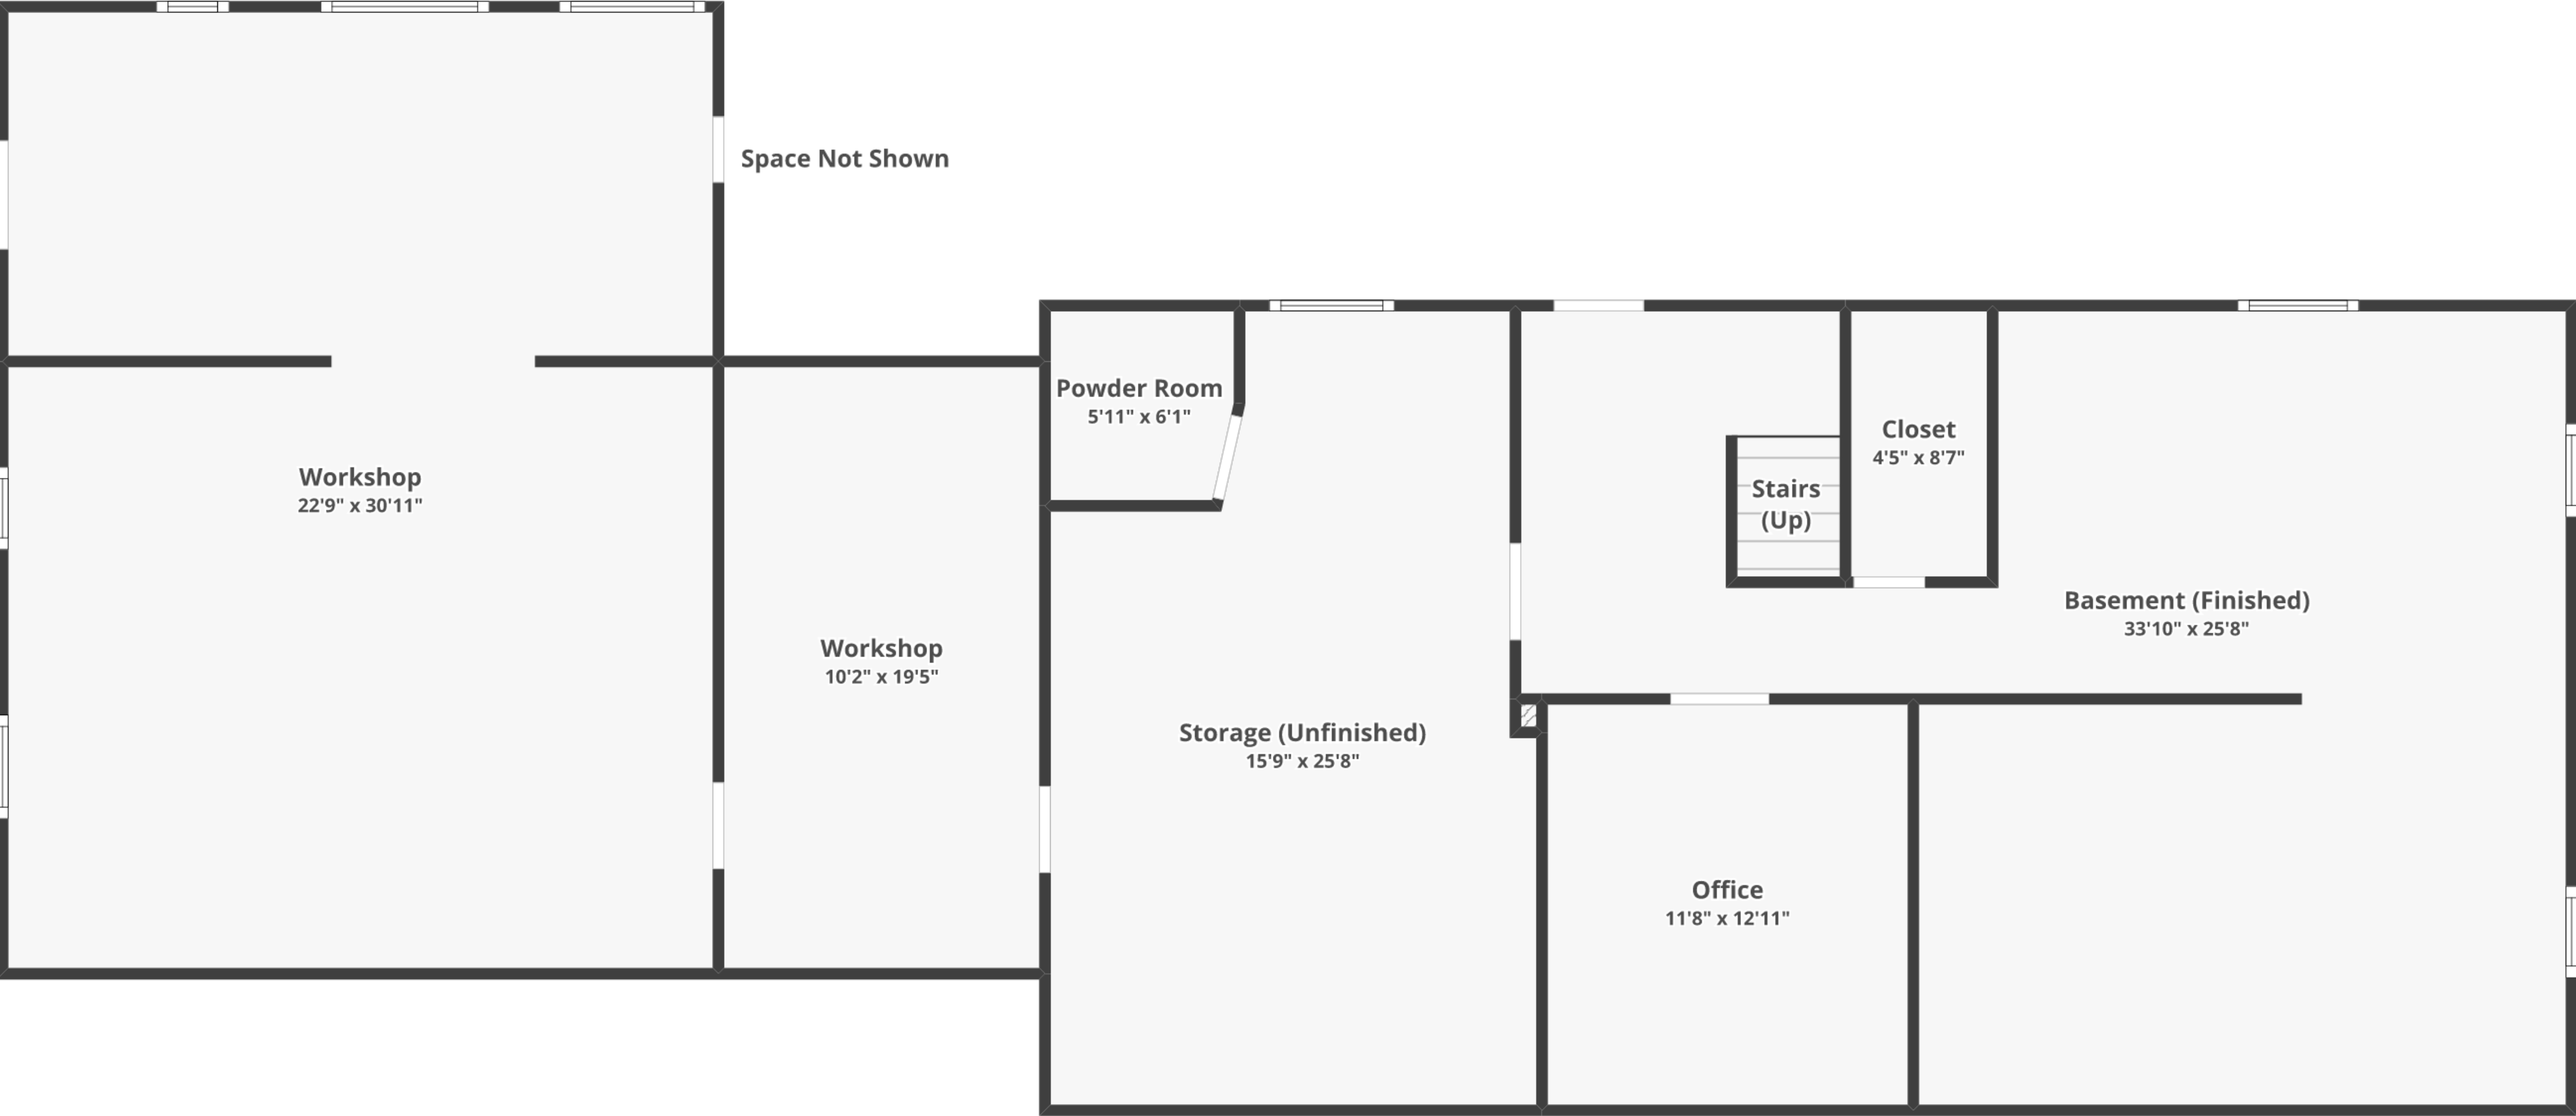 Space Not Shown
Powder Room
5'11" x 6'1"
Workshop
22'9" x 30'11"
Closet
4'5" x 8'7"
Stairs
(Up)
Workshop
10'2" x 19'5"
Basement (Finished)
33'10" x 25'8"
Storage (Unfinished)
15'9" x 25'8"
Office
11'8" x 12'11"